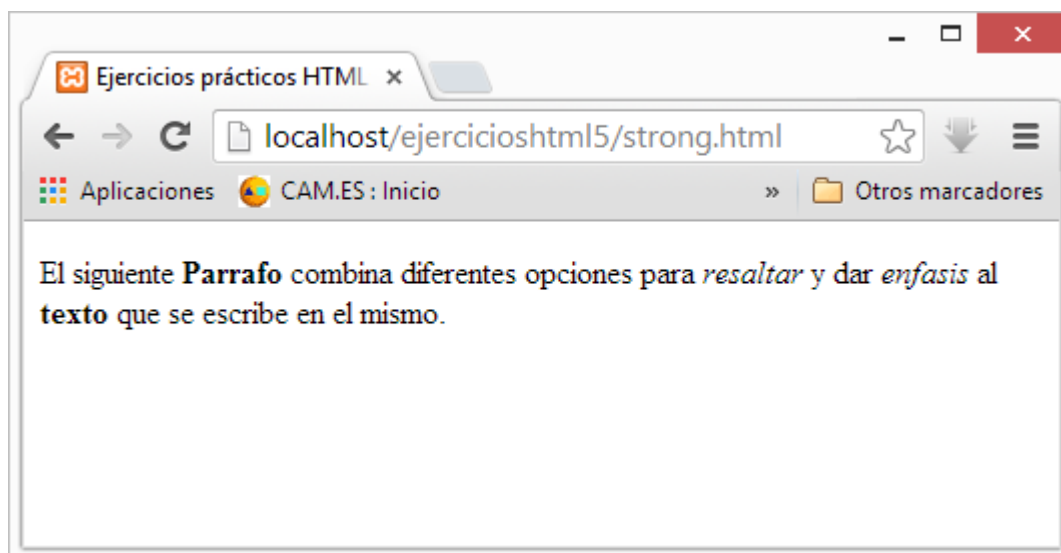 Ejercicios prácticos HTML
localhost/ejercicioshtml5/strong.html
Aplicaciones CAM.ES : Inicio » Otros marcadores
El siguiente Parrafo combina diferentes opciones para resaltar y dar enfasis al
texto que se escribe en el mismo.